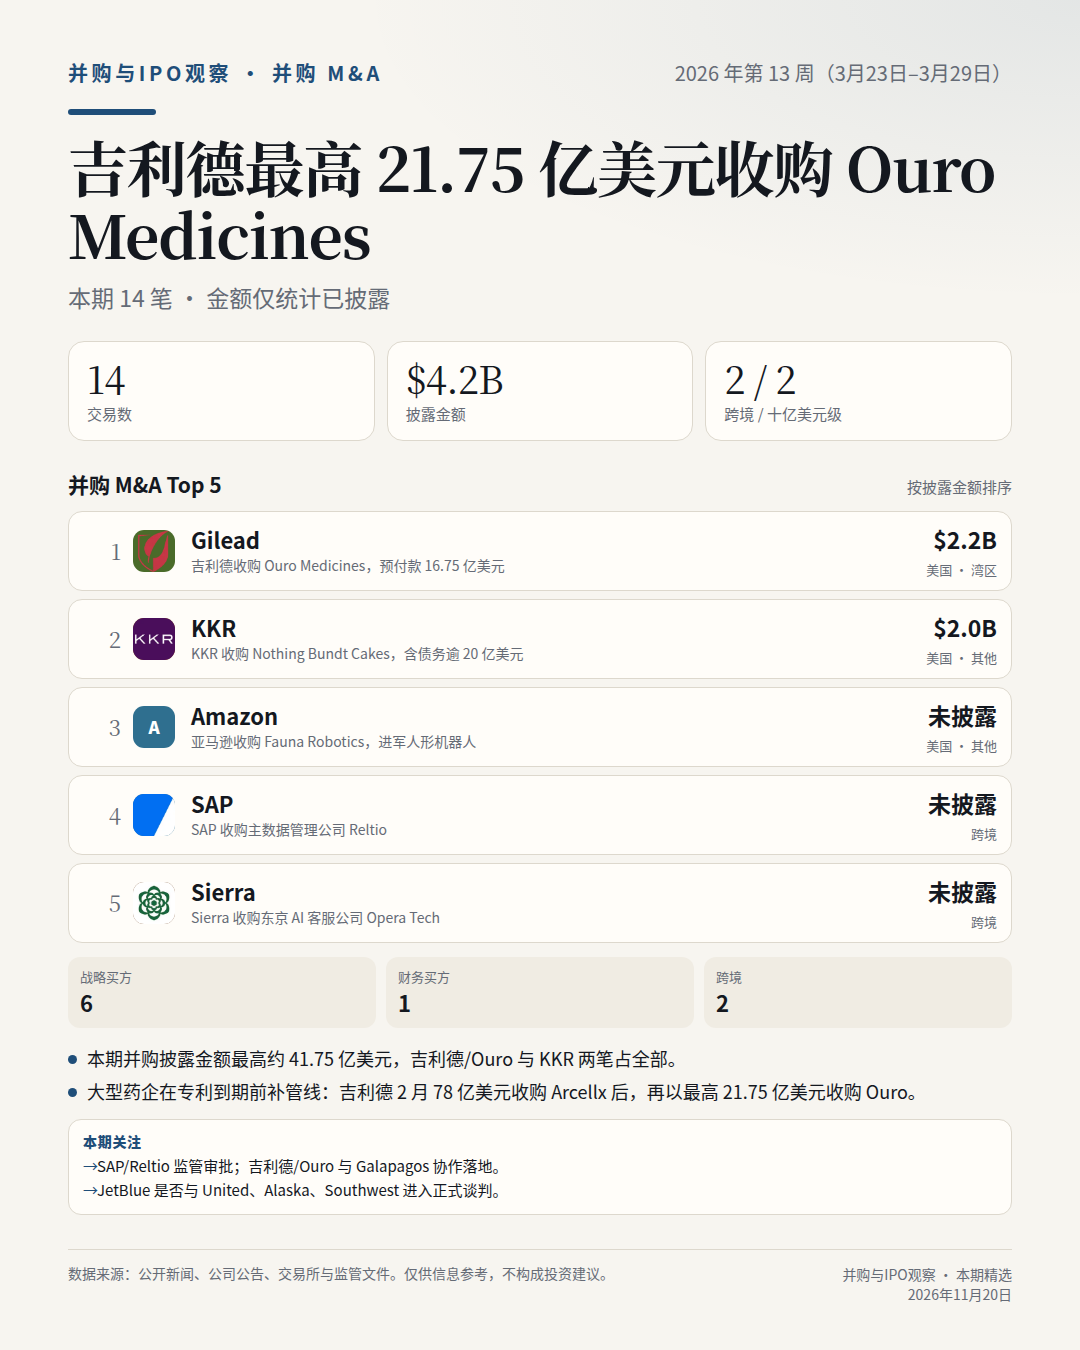 并购与IPO观察 • 并购 M&A
2026 年第 13 周（3月23日–3月29日）
吉利德最高 21.75 亿美元收购 Ouro
Medicines
本期 14 笔 • 金额仅统计已披露
14
交易数
$4.2B
披露金额
2 / 2
跨境 / 十亿美元级
并购 M&A Top 5
按披露金额排序
1
Gilead
吉利德收购 Ouro Medicines，预付款 16.75 亿美元
$2.2B
美国 • 湾区
2
KKR
KKR
KKR 收购 Nothing Bundt Cakes，含债务逾 20 亿美元
$2.0B
美国 • 其他
3
A
Amazon
亚马逊收购 Fauna Robotics，进军人形机器人
未披露
美国 • 其他
4
SAP
SAP 收购主数据管理公司 Reltio
未披露
跨境
5
Sierra
Sierra 收购东京 AI 客服公司 Opera Tech
未披露
跨境
战略买方
6
财务买方
1
跨境
2
本期并购披露金额最高约 41.75 亿美元，吉利德/Ouro 与 KKR 两笔占全部。
大型药企在专利到期前补管线：吉利德 2 月 78 亿美元收购 Arcellx 后，再以最高 21.75 亿美元收购 Ouro。
本期关注
→SAP/Reltio 监管审批；吉利德/Ouro 与 Galapagos 协作落地。
→JetBlue 是否与 United、Alaska、Southwest 进入正式谈判。
数据来源：公开新闻、公司公告、交易所与监管文件。仅供信息参考，不构成投资建议。
并购与IPO观察 • 本期精选
2026年11月20日